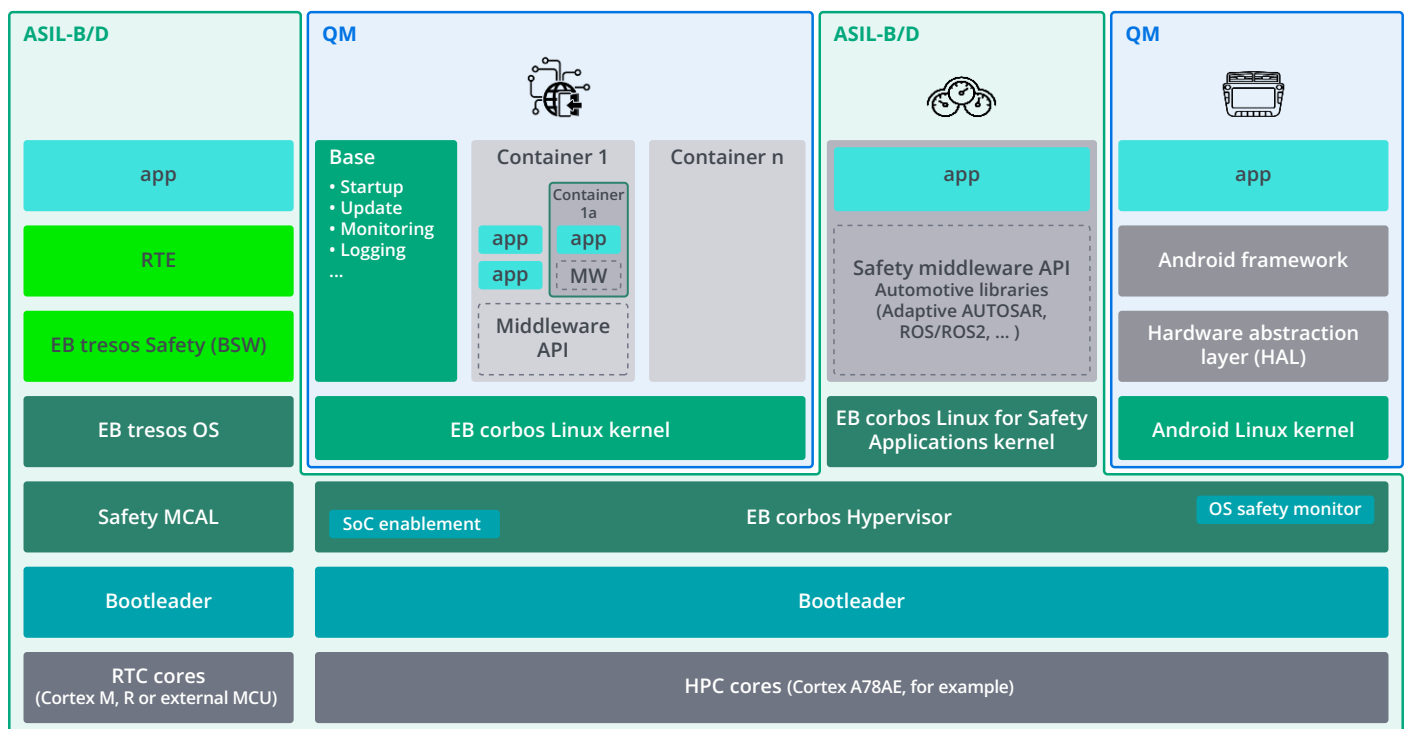 ASIL-B/D
QM
ASIL-B/D
QM
app
RTE
EB tresos Safety (BSW)
EB tresos OS
Safety MCAL
Bootleader
RTC cores
(Cortex M, R or external MCU)
Base
• Startup
• Update
• Monitoring
• Logging
...
Container 1
app
app
Container
1a
app
MW
Middleware
API
Container n
EB corbos Linux kernel
app
Safety middleware API
Automotive libraries
(Adaptive AUTOSAR,
ROS/ROS2, ... )
EB corbos Linux for Safety
Applications kernel
app
Android framework
Hardware abstraction
layer (HAL)
Android Linux kernel
SoC enablement
EB corbos Hypervisor
OS safety monitor
Bootleader
HPC cores (Cortex A78AE, for example)